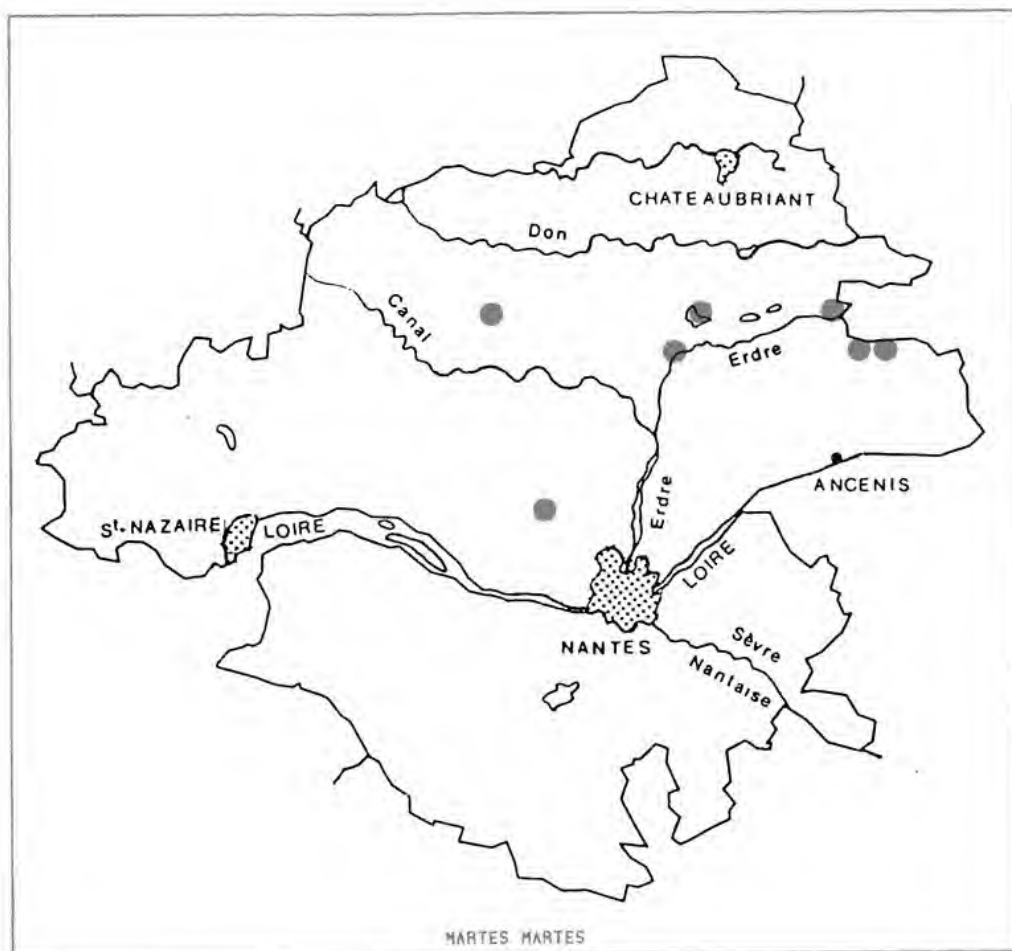 CHATEAUBRIANT
Don
Canal
Erdre
Erdre
ANCENIS
St. NAZAIRE
LOIRE
LOIRE
NANTES
Sèvre
Nantaise
MARTES MARTES